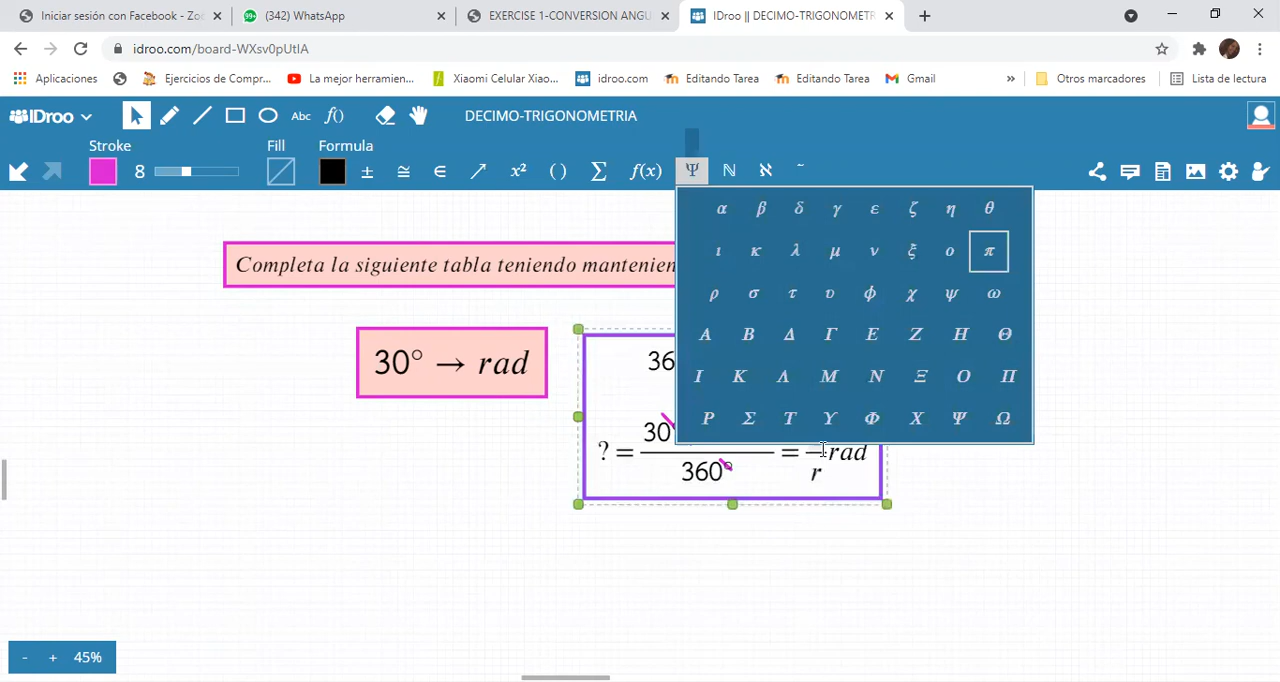 Iniciar sesión con Facebook - Zoo
(342) WhatsApp
EXERCISE 1-CONVERSION ANGU
IDroo || DECIMO-TRIGONOMETR
idroo.com/board-WXsv0pUtIA
Aplicaciones
Ejercicios de Compr...
La mejor herramien...
Xiaomi Celular Xiao...
idroo.com
Editando Tarea
Editando Tarea
Gmail
»
Otros marcadores
Lista de lectura
IDroo
Abc
f()
DECIMO-TRIGONOMETRIA
Stroke
Fill
Formula
8
± ≅ ∈ x² ( ) ∑ f(x) Ψ ℕ ℵ ~
α β δ γ ε ζ η θ
ι κ λ μ ν ξ ο π
ρ σ τ υ ϕ χ ψ ω
Α Β Δ Γ Ε Ζ Η Θ
Ι Κ Λ Μ Ν Ξ Ο Π
Ρ Σ Τ Υ Φ Χ Ψ Ω
Completa la siguiente tabla teniendo mantenien
30° → rad
36
30
? = = rad
360° r
- + 45%